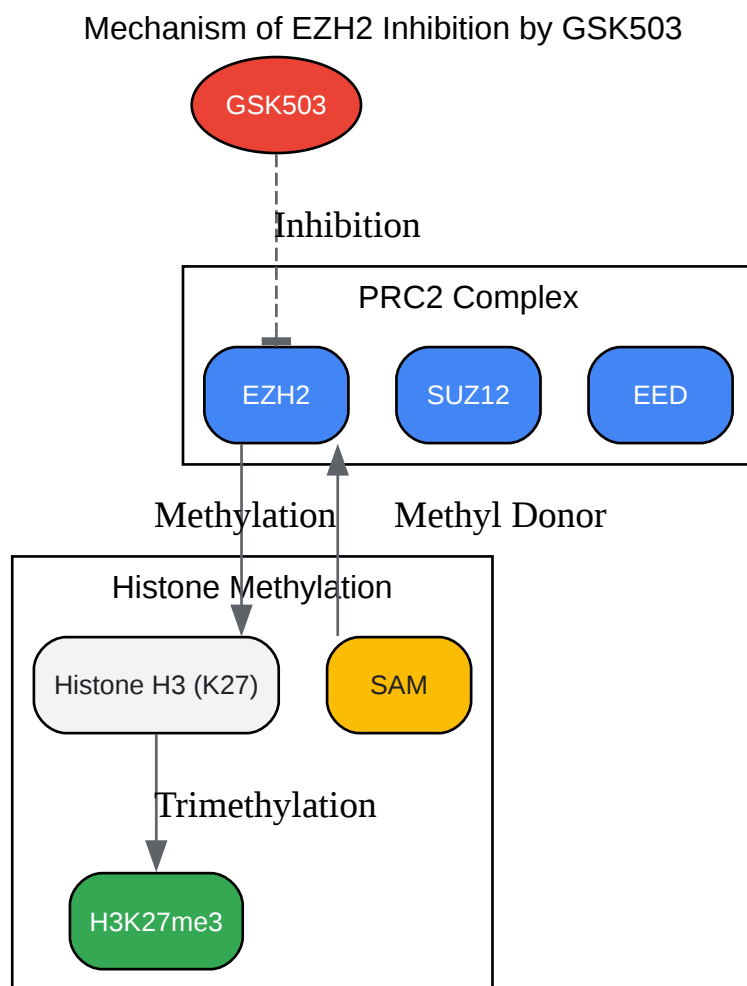 Mechanism of EZH2 Inhibition by GSK503
GSK503
Inhibition
PRC2 Complex
EZH2
SUZ12
EED
Methylation
Methyl Donor
Histone Methylation
Histone H3 (K27)
SAM
Trimethylation
H3K27me3